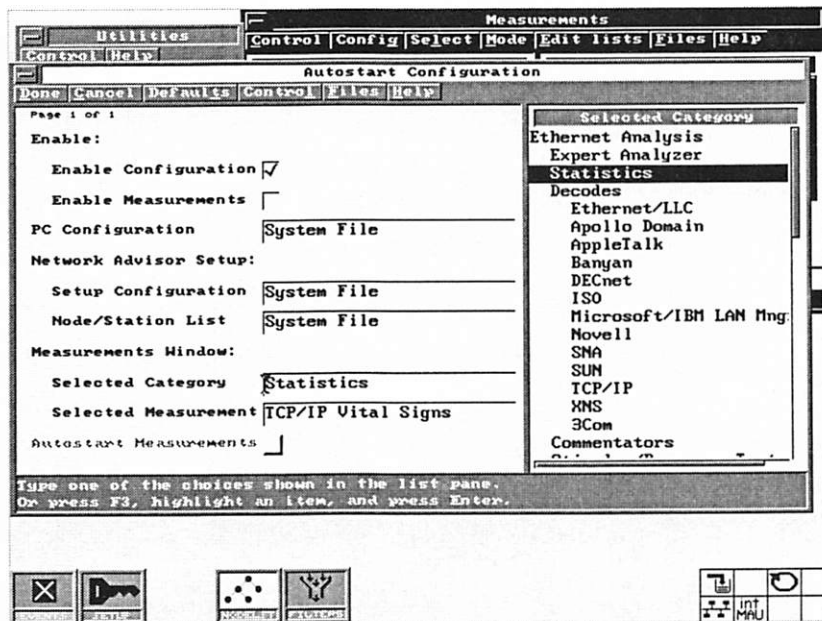 Utilities
Control Help
Measurements
Control Config Select Mode Edit lists Files Help
Autostart Configuration
Done Cancel Defaults Control Files Help
Page 1 of 1
Enable:
Enable Configuration
Enable Measurements
PC Configuration System File
Network Advisor Setup:
Setup Configuration System File
Node/Station List System File
Measurements Window:
Selected Category Statistics
Selected Measurement TCP/IP Vital Signs
Autostart Measurements
Selected Category
Ethernet Analysis
Expert Analyzer
Statistics
Decodes
Ethernet/LLC
Apollo Domain
AppleTalk
Banyan
DECnet
ISO
Microsoft/IBM LAN Mng
Novell
SNA
SUN
TCP/IP
XNS
3Com
Commentators
Type one of the choices shown in the list pane.
Or press F3, highlight an item, and press Enter.
NODELIST
FILTERS
int
MAU